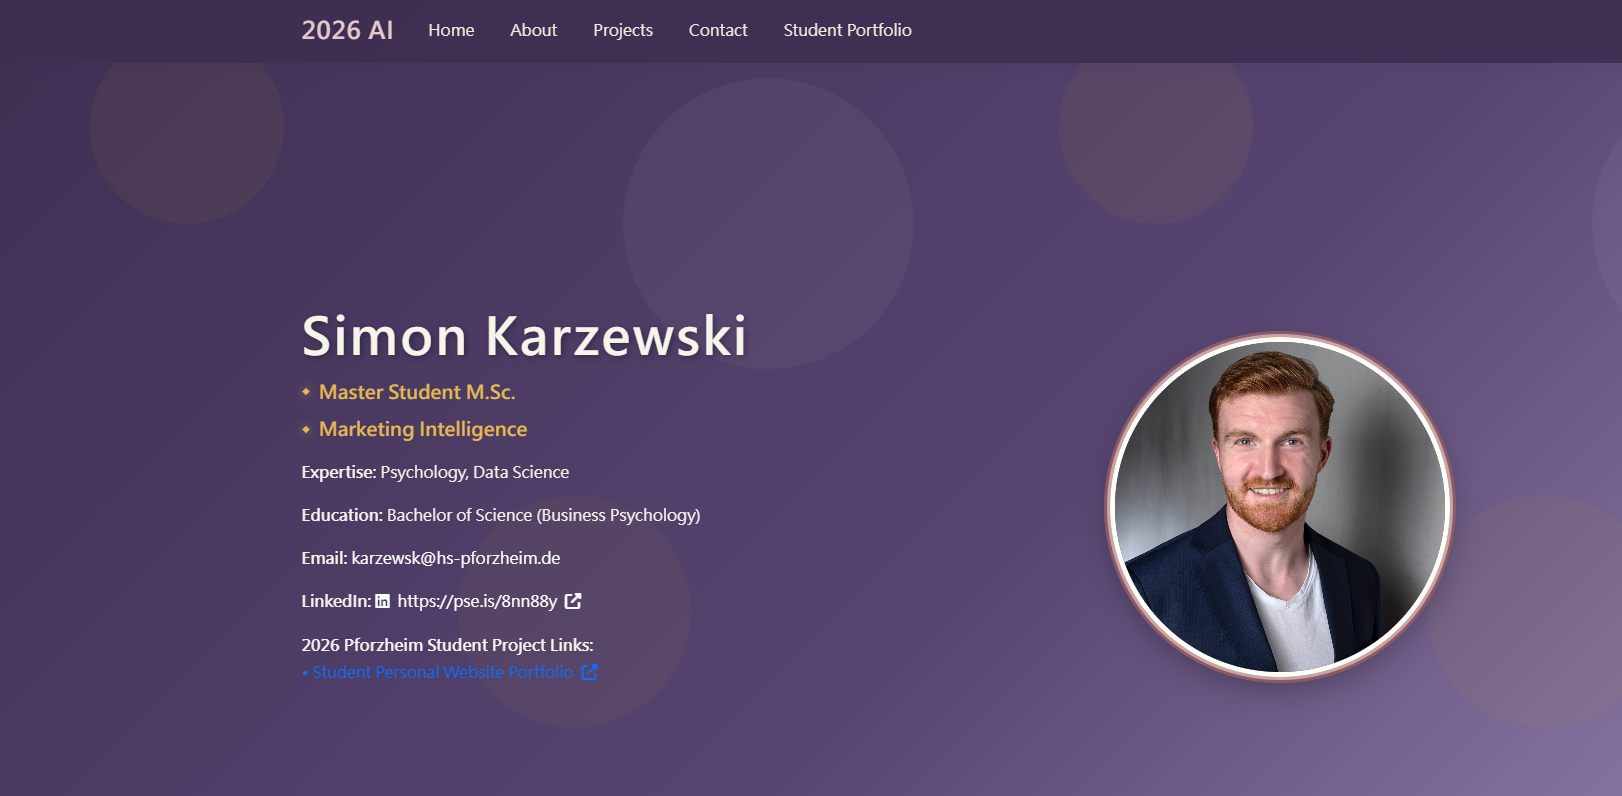 2026 AI Home About Projects Contact Student Portfolio
Simon Karzewski
Master Student M.Sc.
Marketing Intelligence
Expertise: Psychology, Data Science
Education: Bachelor of Science (Business Psychology)
Email: karzewsk@hs-pforzheim.de
LinkedIn: https://pse.is/8nn88y
2026 Pforzheim Student Project Links:
• Student Personal Website Portfolio